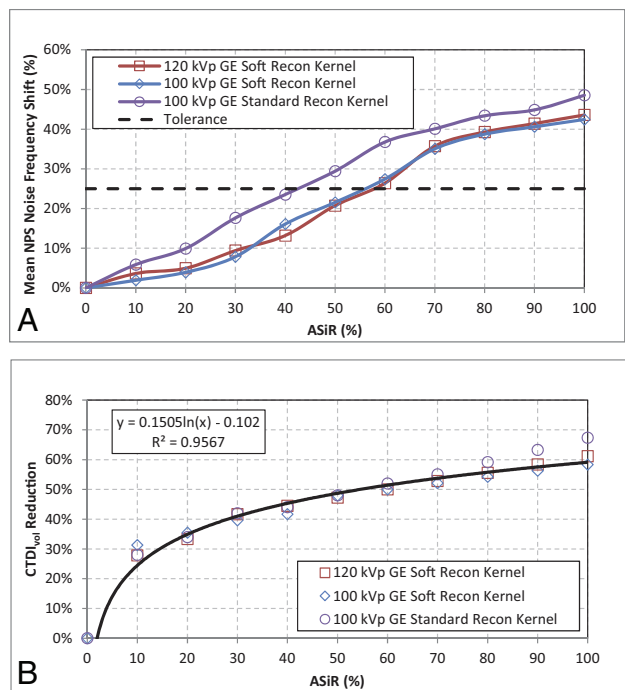 60%
50%
40%
30%
20%
10%
0%
Mean NPS Noise Frequency Shift (%)
120 kVp GE Soft Recon Kernel
100 kVp GE Soft Recon Kernel
100 kVp GE Standard Recon Kernel
Tolerance
0 10 20 30 40 50 60 70 80 90 100
ASiR (%)
A
80%
70%
60%
50%
40%
30%
20%
10%
0%
CTDIvol Reduction
y = 0.1505ln(x) - 0.102
R² = 0.9567
120 kVp GE Soft Recon Kernel
100 kVp GE Soft Recon Kernel
100 kVp GE Standard Recon Kernel
0 10 20 30 40 50 60 70 80 90 100
ASiR (%)
B